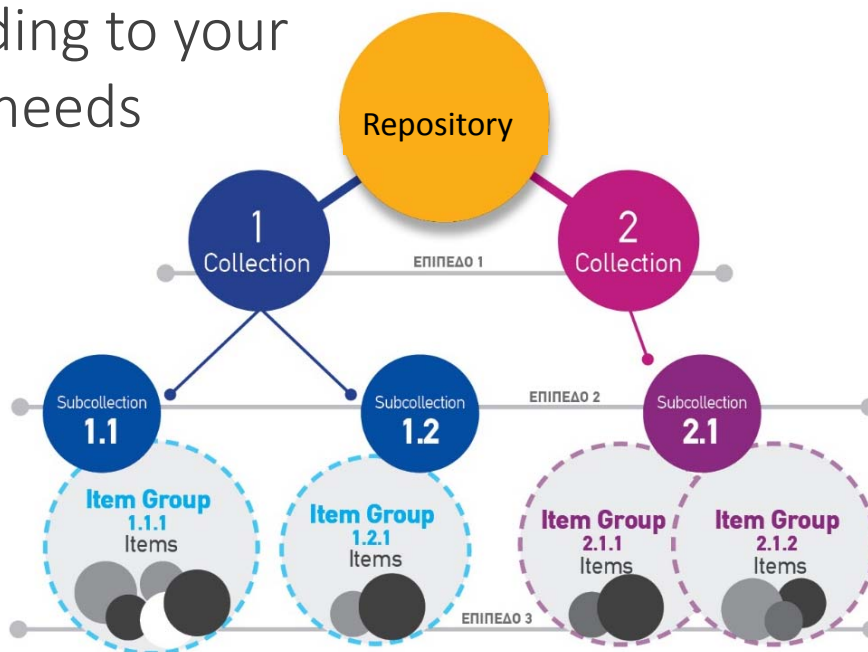 ding to your
needs
Repository
1
Collection
2
Collection
ΕΠΙΠΕΔΟ 1
Subcollection
1.1
Subcollection
1.2
ΕΠΙΠΕΔΟ 2
Subcollection
2.1
Item Group
1.1.1
Items
Item Group
1.2.1
Items
Item Group
2.1.1
Items
Item Group
2.1.2
Items
ΕΠΙΠΕΔΟ 3